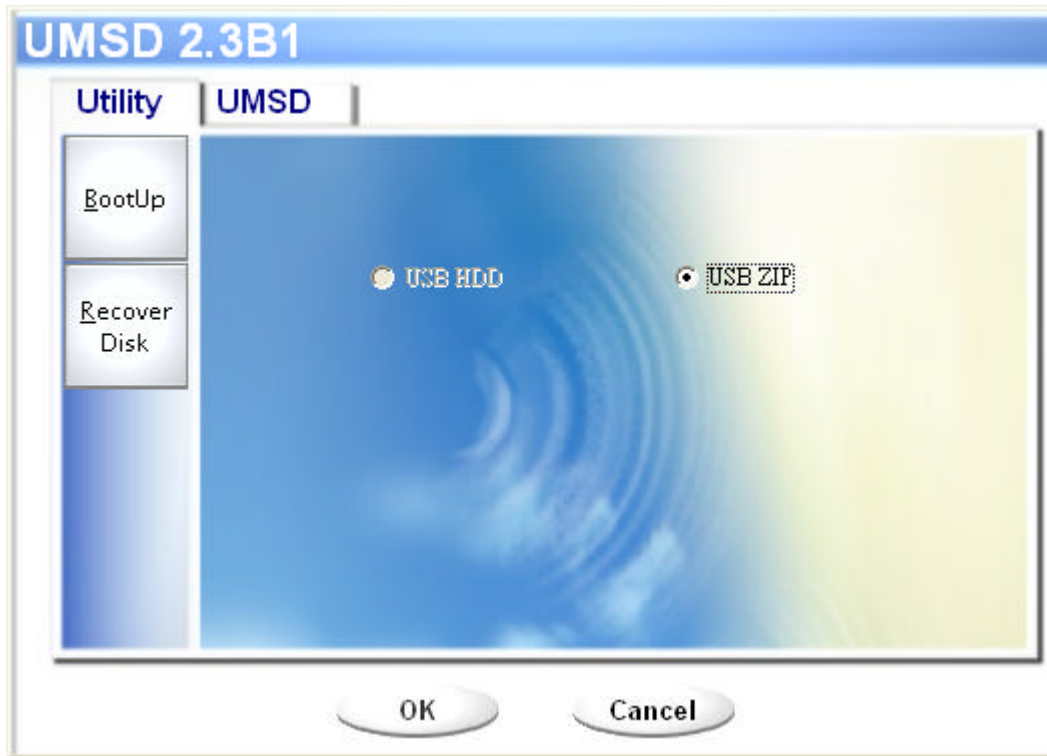 UMSD 2.3B1
Utility
UMSD
BootUp
USB HDD
USB ZIP
Recover
Disk
OK
Cancel